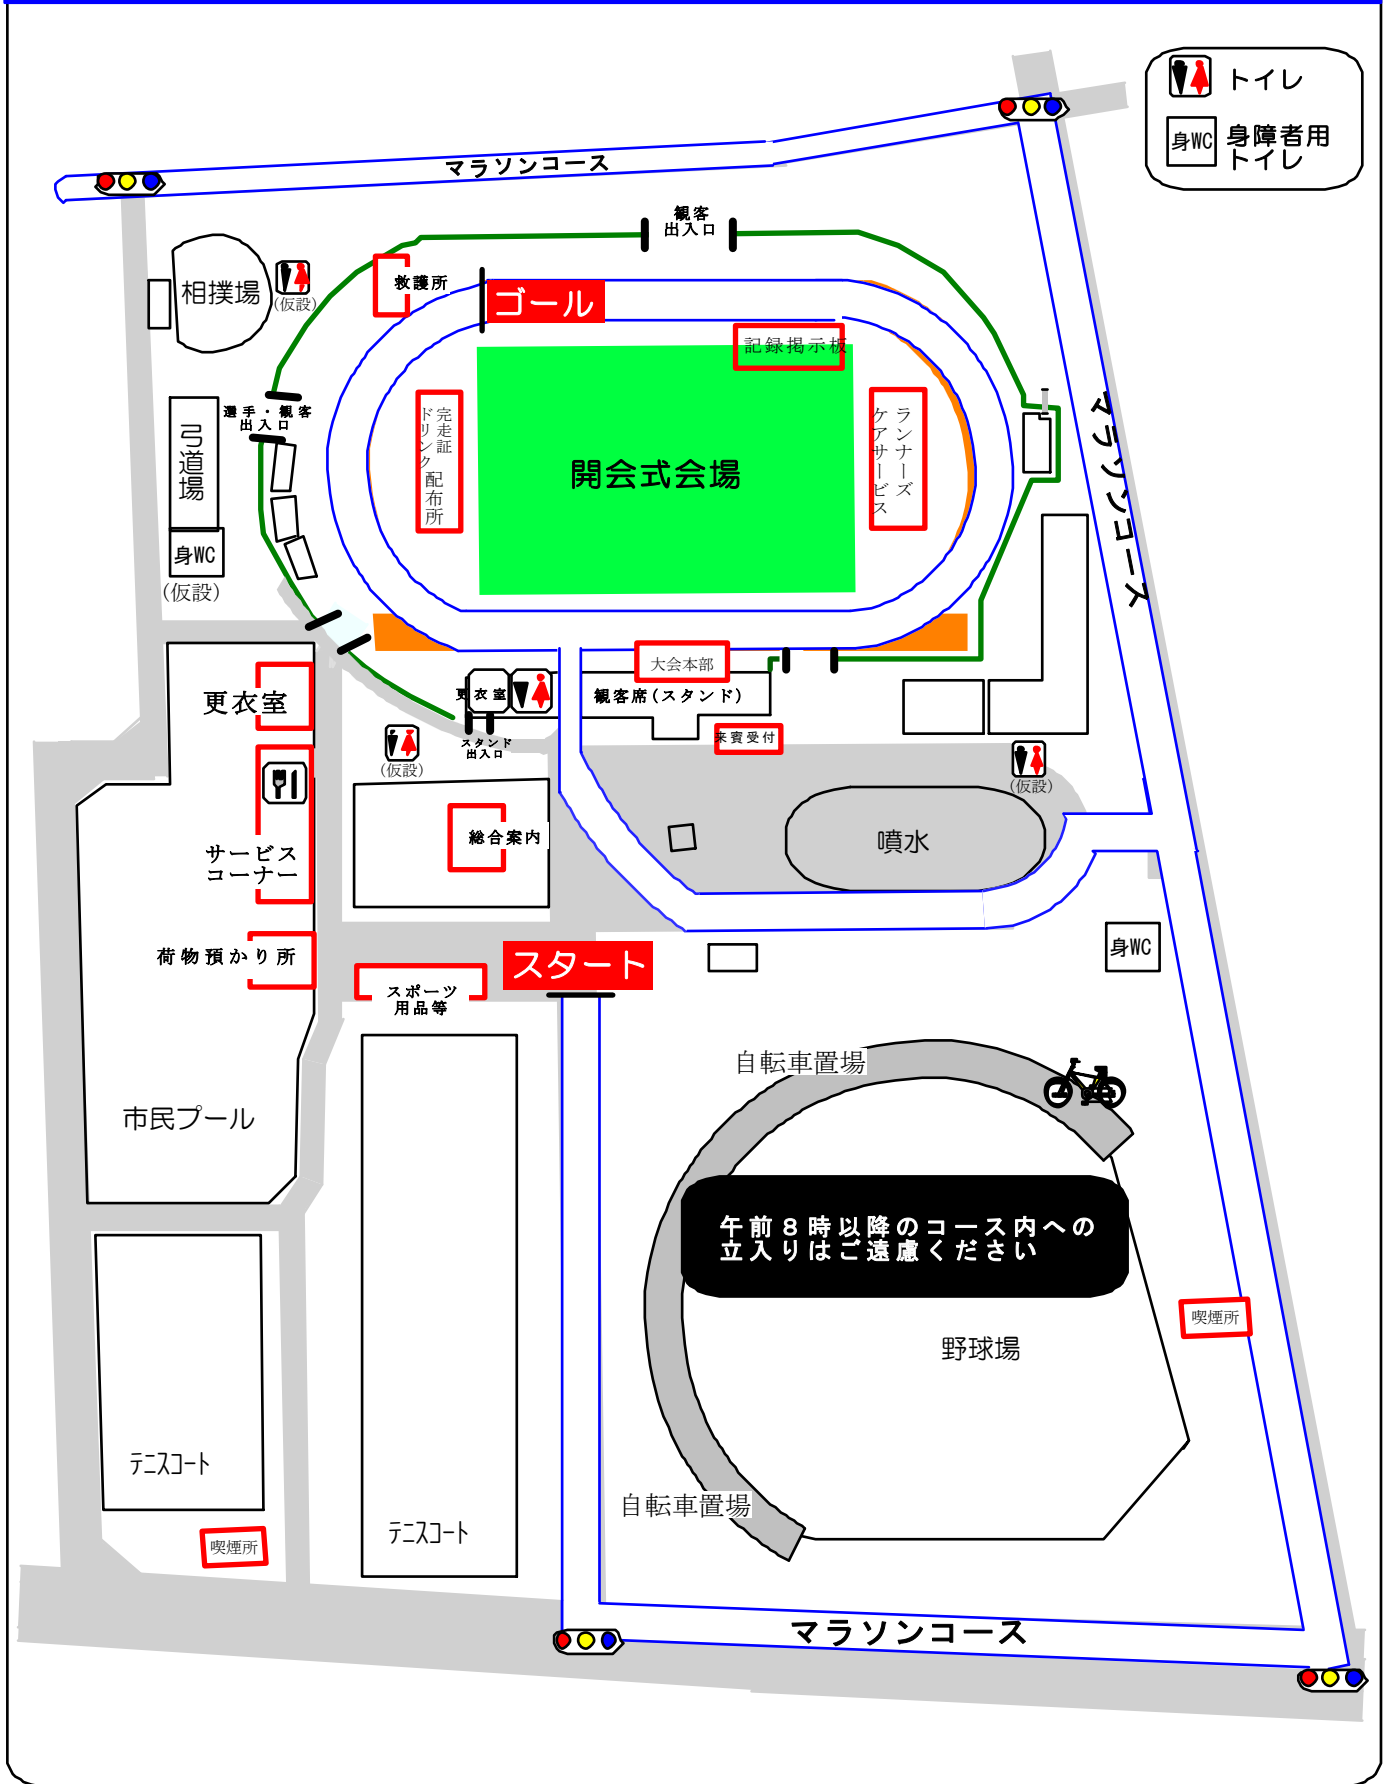 トイレ
身WC
身障者用
トイレ
マラソンコース
観客
出入口
相撲場
(仮設)
救護所
ゴール
記録掲示板
選手・観客
出入口
弓道場
完走証
ドリンク配布所
開会式会場
ランナーズ
ケアサービス
マラソンコース
身WC
(仮設)
大会本部
更衣室
更衣室
観客席(スタンド)
来賓受付
スタンド
出入口
(仮設)
(仮設)
総合案内
噴水
サービス
コーナー
荷物預かり所
スタート
身WC
スポーツ
用品等
自転車置場
市民プール
午前8時以降のコース内への
立入りはご遠慮ください
喫煙所
野球場
テニスコート
自転車置場
テニスコート
喫煙所
マラソンコース